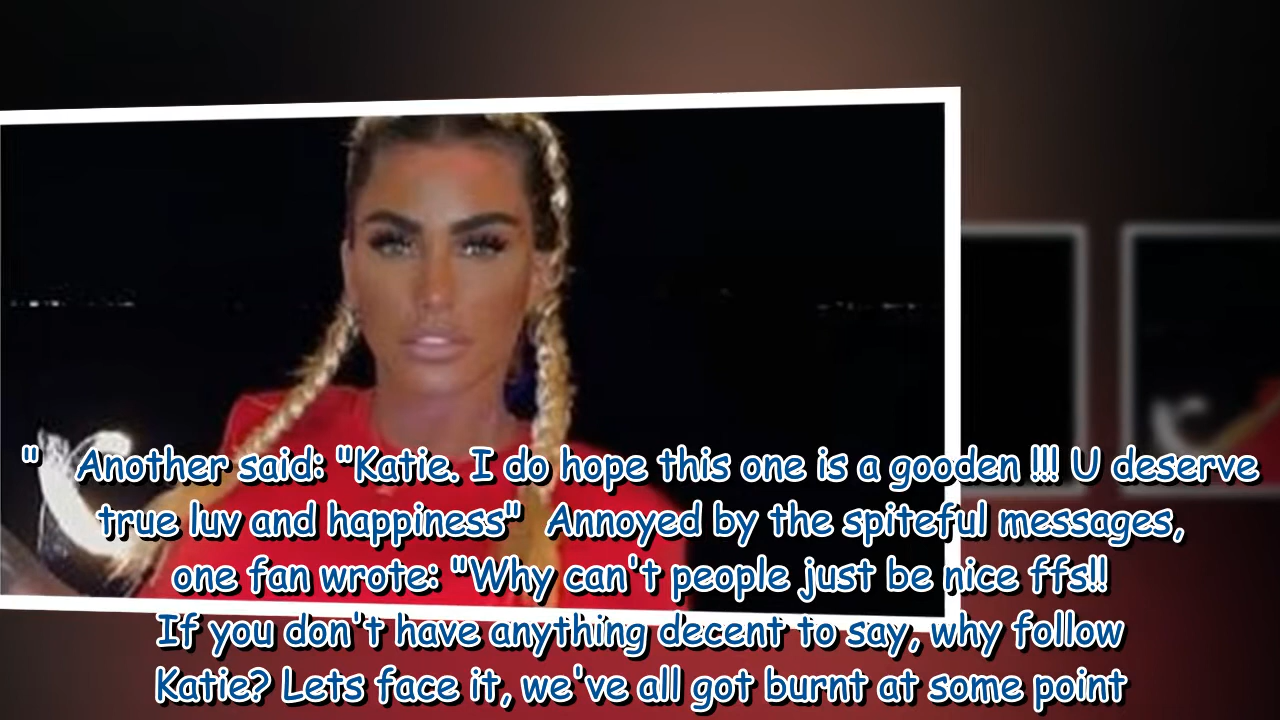 " Another said: "Katie. I do hope this one is a gooden !!! U deserve
true luv and happiness" Annoyed by the spiteful messages,
one fan wrote: "Why can't people just be nice ffs!!
If you don't have anything decent to say, why follow
Katie? Lets face it, we've all got burnt at some point